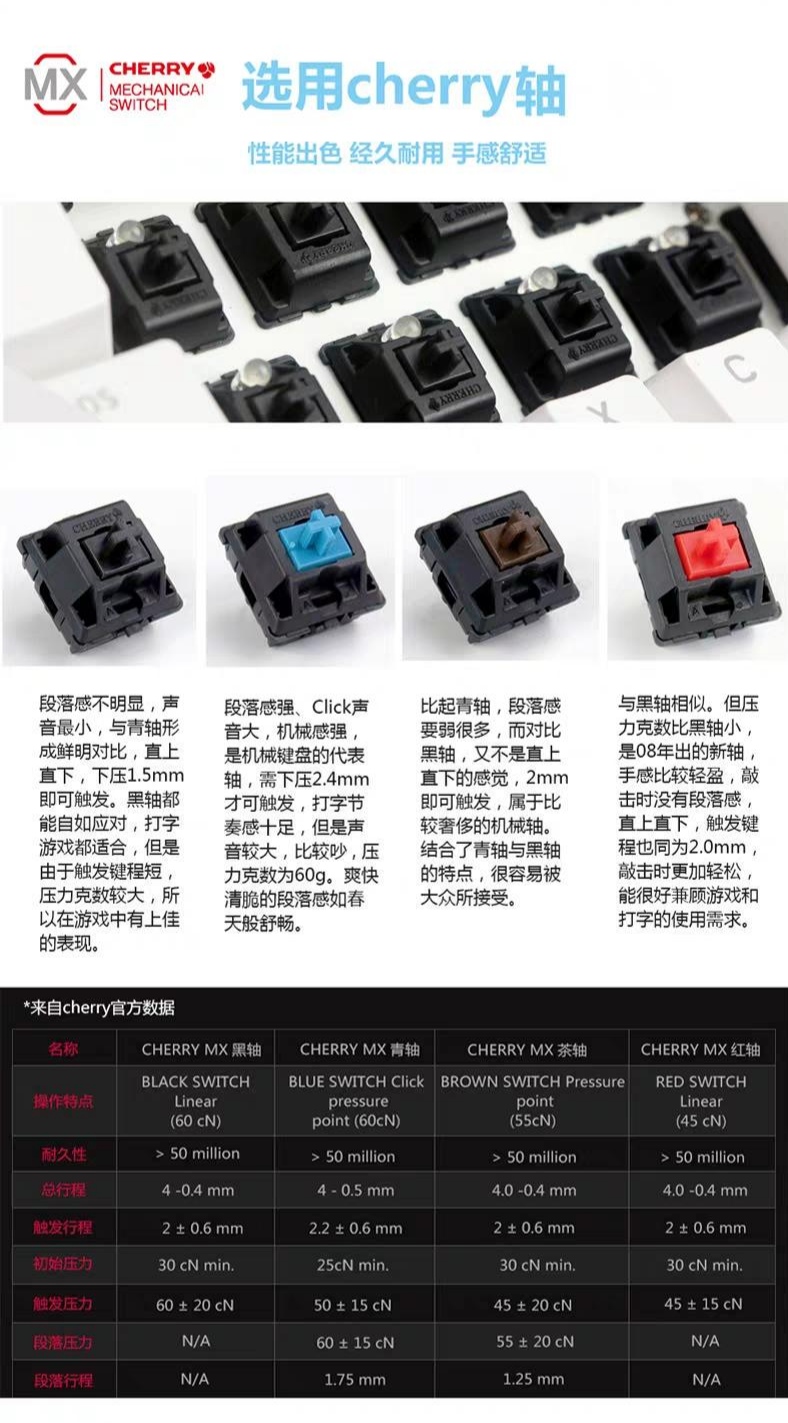 MX
CHERRY
MECHANICAL
SWITCH
选用cherry轴
性能出色 经久耐用 手感舒适
CHERRY
CHERRY
CHERRY
X
C
CHERRY
段落感不明显，声
音最小，与青轴形
成鲜明对比，直上
直下，下压1.5mm
即可触发。黑轴都
能自如应对，打字
游戏都适合，但是
由于触发键程短，
压力克数较大，所
以在游戏中有上佳
的表现。
段落感强、Click声
音大，机械感强，
是机械键盘的代表
轴，需下压2.4mm
才可触发，打字节
奏感十足，但是声
音较大，比较吵，压
力克数为60g。爽快
清脆的段落感如春
天般舒畅。
比起青轴，段落感
要弱很多，而对比
黑轴，又不是直上
直下的感觉，2mm
即可触发，属于比
较奢侈的机械轴。
结合了青轴与黑轴
的特点，很容易被
大众所接受。
与黑轴相似。但压
力克数比黑轴小，
是08年出的新轴，
手感比较轻盈，敲
击时没有段落感，
直上直下，触发键
程也同为2.0mm，
敲击时更加轻松，
能很好兼顾游戏和
打字的使用需求。
*来自cherry官方数据
名称 CHERRY MX 黑轴 CHERRY MX 青轴 CHERRY MX 茶轴 CHERRY MX 红轴
操作特点
BLACK SWITCH
Linear
(60 cN)
BLUE SWITCH Click
pressure
point (60cN)
BROWN SWITCH Pressure
point
(55cN)
RED SWITCH
Linear
(45 cN)
耐久性 > 50 million > 50 million > 50 million > 50 million
总行程 4 -0.4 mm 4 - 0.5 mm 4.0 -0.4 mm 4.0 -0.4 mm
触发行程 2 ± 0.6 mm 2.2 ± 0.6 mm 2 ± 0.6 mm 2 ± 0.6 mm
初始压力 30 cN min. 25cN min. 30 cN min. 30 cN min.
触发压力 60 ± 20 cN 50 ± 15 cN 45 ± 20 cN 45 ± 15 cN
段落压力 N/A 60 ± 15 cN 55 ± 20 cN N/A
段落行程 N/A 1.75 mm 1.25 mm N/A